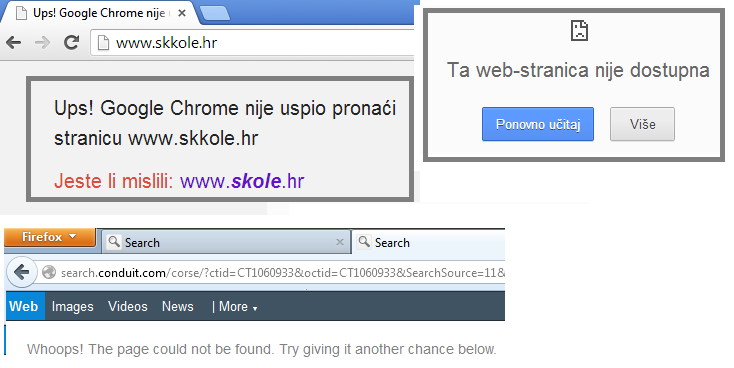 Ups! Google Chrome nije
www.skkole.hr
Ups! Google Chrome nije uspio pronaći
stranicu www.skkole.hr
Jeste li mislili: www.skole.hr
Ta web-stranica nije dostupna
Ponovno učitaj
Više
Firefox
Search
Search
search.conduit.com/corse/?ctid=CT1060933&octid=CT1060933&SearchSource=11&
Web Images Videos News | More
Whoops! The page could not be found. Try giving it another chance below.